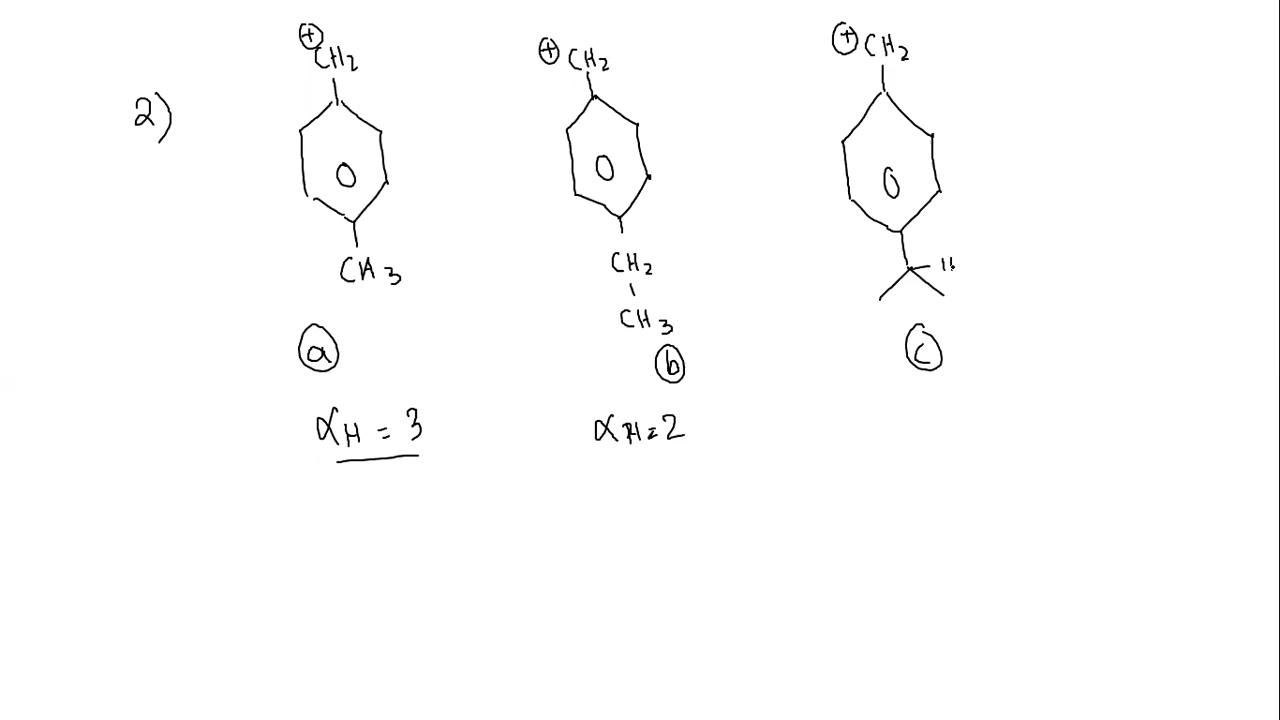 2)
⊕CH2 ⊕CH2 ⊕CH2
CH3 CH2
CH3
a b c
αH = 3 αH=2